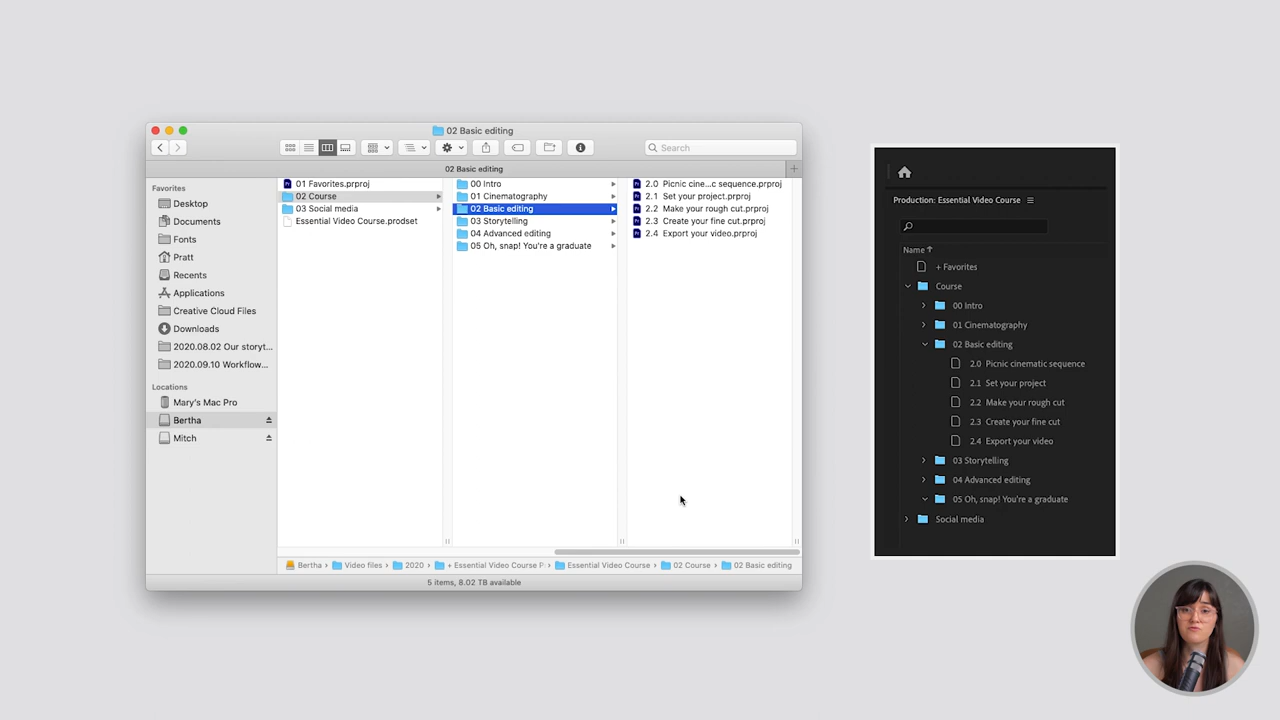 02 Basic editing
Search
02 Basic editing
Favorites
Desktop
Documents
Fonts
Pratt
Recents
Applications
Creative Cloud Files
Downloads
2020.08.02 Our storyt...
2020.09.10 Workflow...
Locations
Mary's Mac Pro
Bertha
Mitch
01 Favorites.prproj
02 Course
03 Social media
Essential Video Course.prodset
00 Intro
01 Cinematography
02 Basic editing
03 Storytelling
04 Advanced editing
05 Oh, snap! You're a graduate
2.0 Picnic cine...c sequence.prproj
2.1 Set your project.prproj
2.2 Make your rough cut.prproj
2.3 Create your fine cut.prproj
2.4 Export your video.prproj
Bertha › Video files › 2020 › + Essential Video Course P › Essential Video Course › 02 Course › 02 Basic editing
5 items, 8.02 TB available
Production: Essential Video Course
Name
+ Favorites
Course
00 Intro
01 Cinematography
02 Basic editing
2.0 Picnic cinematic sequence
2.1 Set your project
2.2 Make your rough cut
2.3 Create your fine cut
2.4 Export your video
03 Storytelling
04 Advanced editing
05 Oh, snap! You're a graduate
Social media